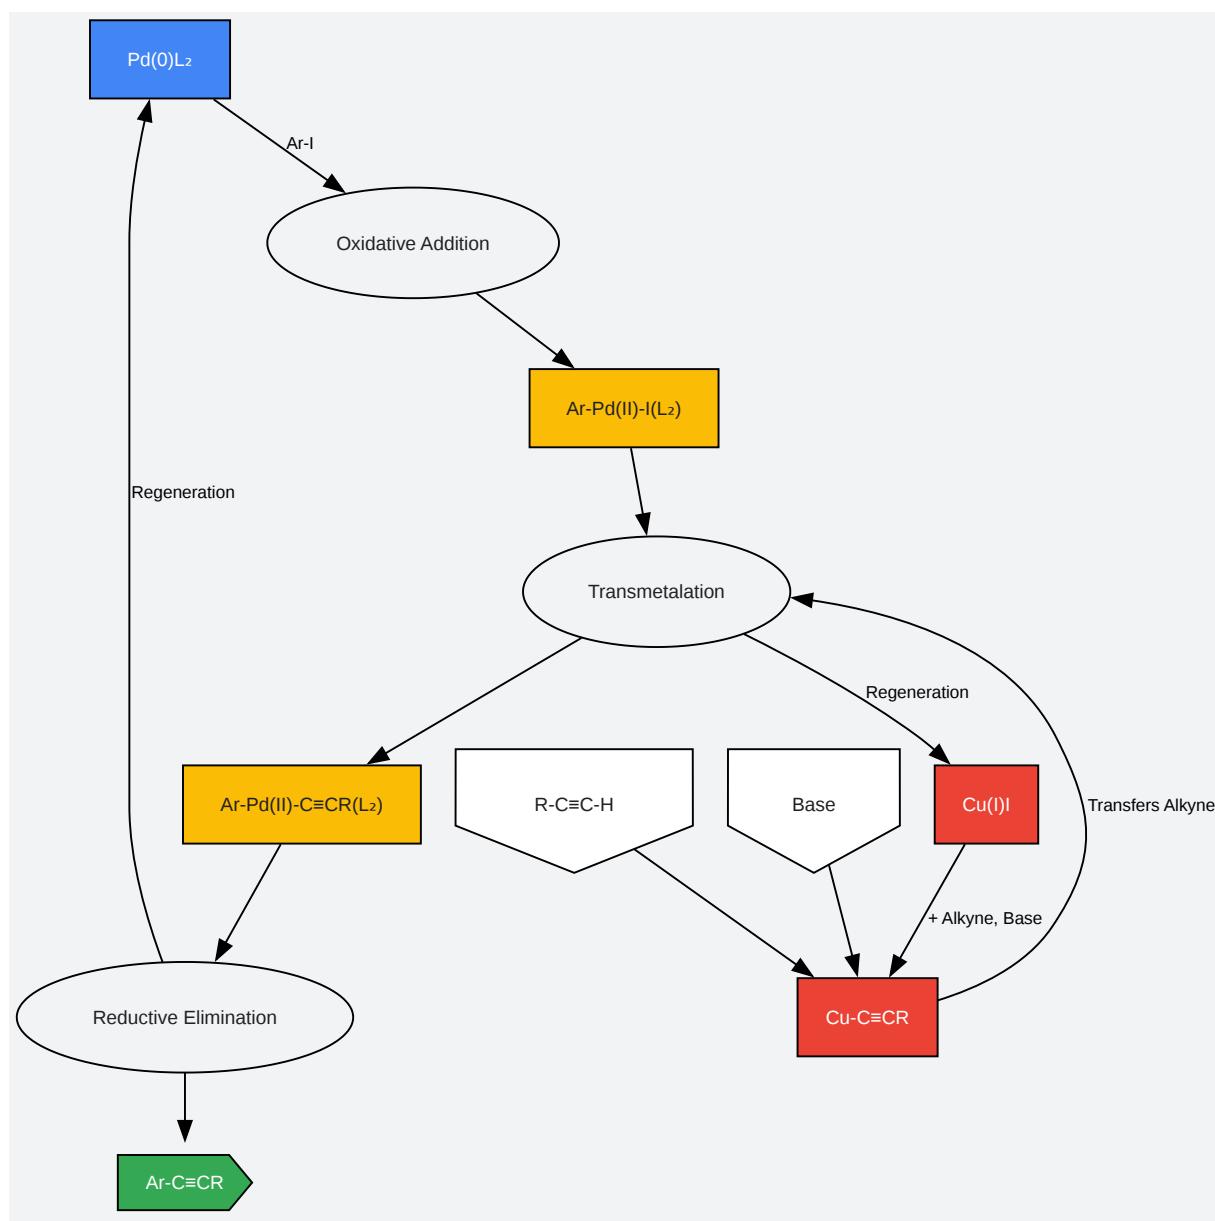 Pd(0)L₂
Ar-I
Oxidative Addition
Ar-Pd(II)-I(L₂)
Regeneration
Transmetalation
Regeneration
Ar-Pd(II)-C≡CR(L₂)
R-C≡C-H
Base
Cu(I)I
Transfers Alkyne
+ Alkyne, Base
Reductive Elimination
Cu-C≡CR
Ar-C≡CR